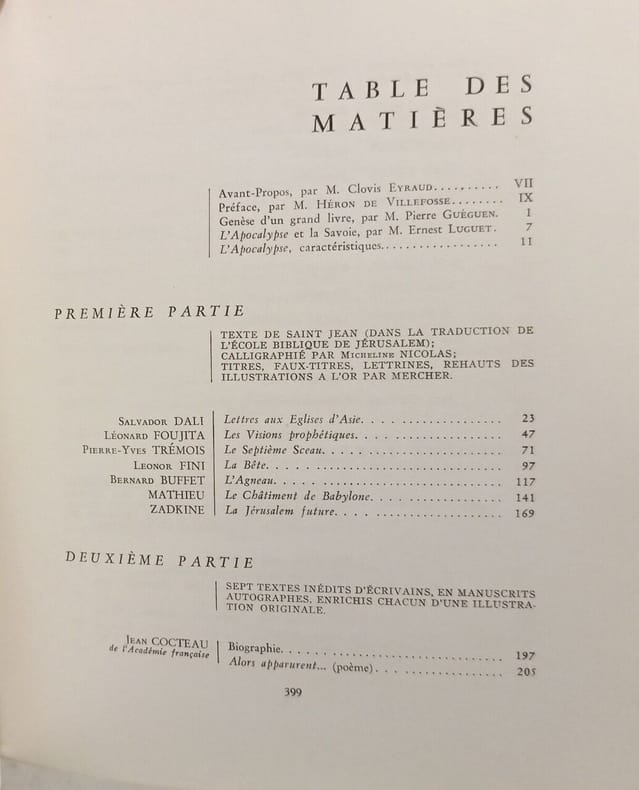 TABLE DES
MATIÈRES
Avant-Propos, par M. Clovis EYRAUD.......... VII
Préface, par M. HÉRON DE VILLEFOSSE........ IX
Genèse d'un grand livre, par M. Pierre GUÉGUEN. 1
L'Apocalypse et la Savoie, par M. Ernest LUGUET. 7
L'Apocalypse, caractéristiques.................. 11
PREMIÈRE PARTIE
TEXTE DE SAINT JEAN (DANS LA TRADUCTION DE
L'ÉCOLE BIBLIQUE DE JÉRUSALEM);
CALLIGRAPHIÉ PAR MICHELINE NICOLAS;
TITRES, FAUX-TITRES, LETTRINES, REHAUTS DES
ILLUSTRATIONS A L'OR PAR MERCHER.
SALVADOR DALI Lettres aux Eglises d'Asie. . . . . . . . . . . . . . . . . . 23
LÉONARD FOUJITA Les Visions prophétiques. . . . . . . . . . . . . . . . . . . 47
PIERRE-YVES TRÉMOIS Le Septième Sceau. . . . . . . . . . . . . . . . . . . . . . . 71
LEONOR FINI La Bête. . . . . . . . . . . . . . . . . . . . . . . . . . . . . . 97
BERNARD BUFFET L'Agneau. . . . . . . . . . . . . . . . . . . . . . . . . . . . 117
MATHIEU Le Châtiment de Babylone. . . . . . . . . . . . . . . . . 141
ZADKINE La Jérusalem future. . . . . . . . . . . . . . . . . . . . . . 169
DEUXIÈME PARTIE
SEPT TEXTES INÉDITS D'ÉCRIVAINS, EN MANUSCRITS
AUTOGRAPHES, ENRICHIS CHACUN D'UNE ILLUSTRA-
TION ORIGINALE.
JEAN COCTEAU Biographie. . . . . . . . . . . . . . . . . . . . . . . . . . . . 197
de l'Académie française Alors apparurent... (poème). . . . . . . . . . . . . . . . 205
399